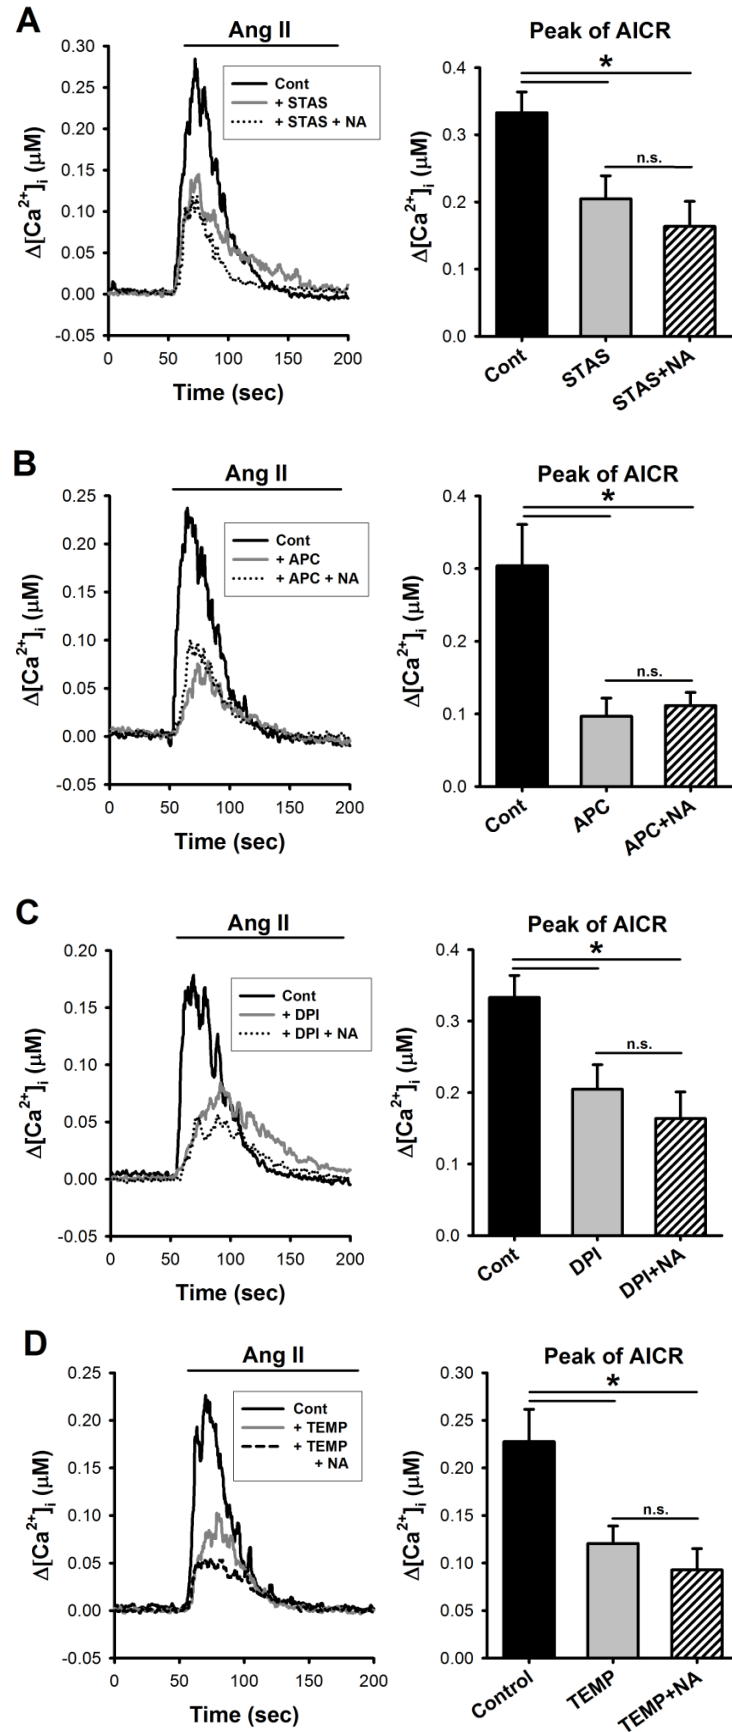 A
Ang II
Cont
+ STAS
+ STAS + NA
Δ[Ca2+]i (μM)
0.30
0.25
0.20
0.15
0.10
0.05
0.00
-0.05
0
50
100
150
200
Time (sec)
Peak of AICR
*
n.s.
Δ[Ca2+]i (μM)
0.4
0.3
0.2
0.1
0.0
Cont
STAS
STAS+NA
B
Ang II
Cont
+ APC
+ APC + NA
Δ[Ca2+]i (μM)
0.25
0.20
0.15
0.10
0.05
0.00
-0.05
0
50
100
150
200
Time (sec)
Peak of AICR
*
n.s.
Δ[Ca2+]i (μM)
0.4
0.3
0.2
0.1
0.0
Cont
APC
APC+NA
C
Ang II
Cont
+ DPI
+ DPI + NA
Δ[Ca2+]i (μM)
0.20
0.15
0.10
0.05
0.00
-0.05
0
50
100
150
200
Time (sec)
Peak of AICR
*
n.s.
Δ[Ca2+]i (μM)
0.4
0.3
0.2
0.1
0.0
Cont
DPI
DPI+NA
D
Ang II
Cont
+ TEMP
+ TEMP
+ NA
Δ[Ca2+]i (μM)
0.25
0.20
0.15
0.10
0.05
0.00
-0.05
0
50
100
150
200
Time (sec)
Peak of AICR
*
n.s.
Δ[Ca2+]i (μM)
0.30
0.25
0.20
0.15
0.10
0.05
0.00
Control
TEMP
TEMP+NA